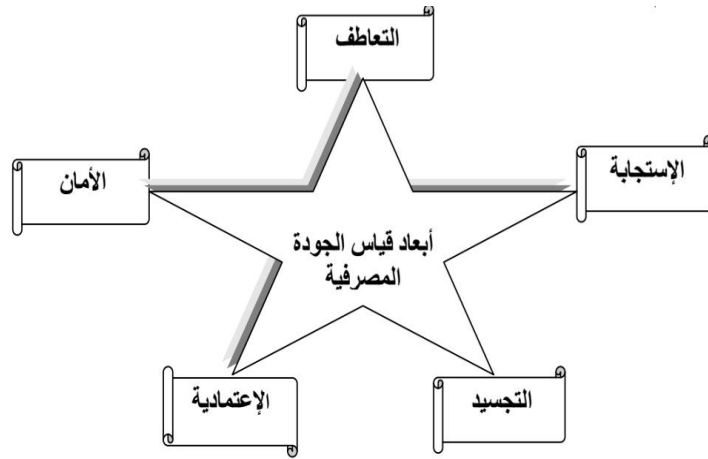 التعاطف
الإستجابة
الأمان
أبعاد قياس الجودة
المصرفية
التجسيد
الإعتمادية